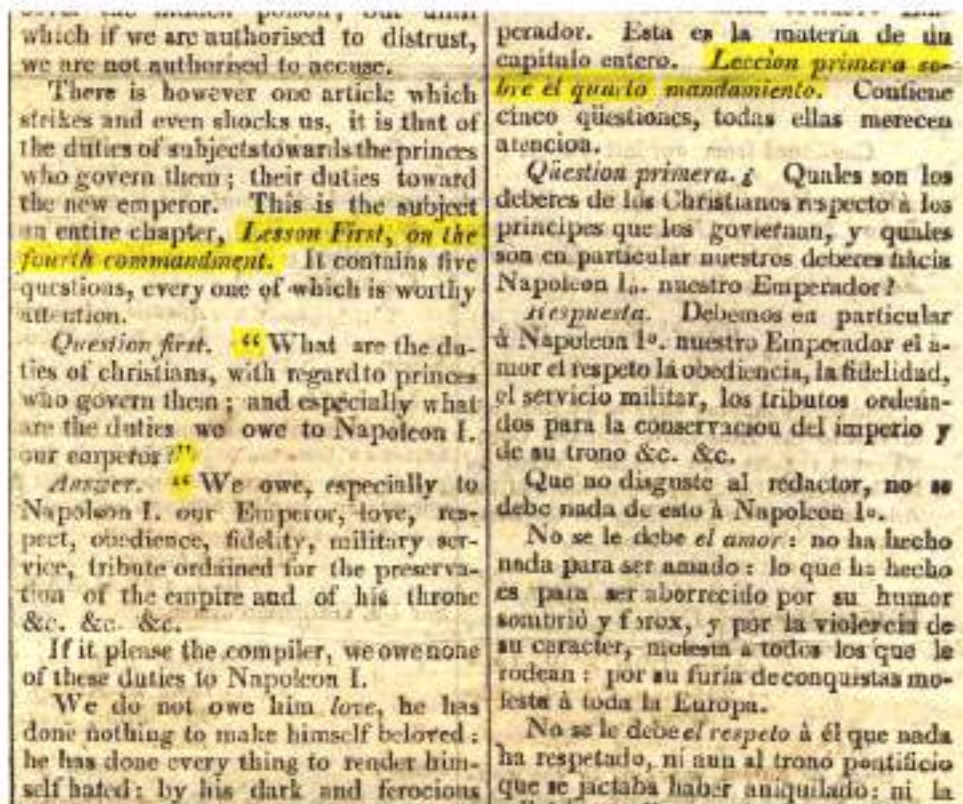 which if we are authorised to distrust,
we are not authorised to accuse.
There is however one article which
strikes and even shocks us, it is that of
the duties of subjects towards the princes
who govern them; their duties toward
the new emperor. This is the subject
an entire chapter, Lesson First, on the
fourth commandment. It contains five
questions, every one of which is worthy
attention.
Question first. "What are the du-
ties of christians, with regard to princes
who govern them; and especially what
are the duties we owe to Napoleon I.
our emperor?"
Answer. "We owe, especially to
Napoleon I. our Emperor, love, res-
pect, obedience, fidelity, military ser-
vice, tribute ordained for the preserva-
tion of the empire and of his throne
&c. &c. &c.
If it please the compiler, we owe none
of these duties to Napoleon I.
We do not owe him love, he has
done nothing to make himself beloved:
he has done every thing to render him-
self hated: by his dark and ferocious
perador. Esta es la materia de un
capitulo entero. Leccion primera so-
bre el quarto mandamiento. Contiene
cinco qüestiones, todas ellas merecen
atencion.
Qüestion primera. ¿ Quales son los
deberes de los Christianos respecto à los
principes que los goviernan, y quales
son en particular nuestros deberes hàcia
Napoleon Iº. nuestro Emperador?
Respuesta. Debemos en particular
à Napoleon 1º. nuestro Emperador el a-
mor el respeto la obediencia, la fidelidad,
el servicio militar, los tributos ordena-
dos para la conservacion del imperio y
de su trono &c. &c.
Que no disguste al redactor, no se
debe nada de esto à Napoleon 1º.
No se le debe el amor: no ha hecho
nada para ser amado: lo que ha hecho
es para ser aborrecido por su humor
sombrio y forox, y por la violercia de
su caracter, molesta a todos los que le
rodean: por su furia de conquistas mo-
lesta à toda la Europa.
No se le debe el respeto à él que nada
ha respetado, ni aun al trono pontificio
que se jactaba haber aniquilado: ni la